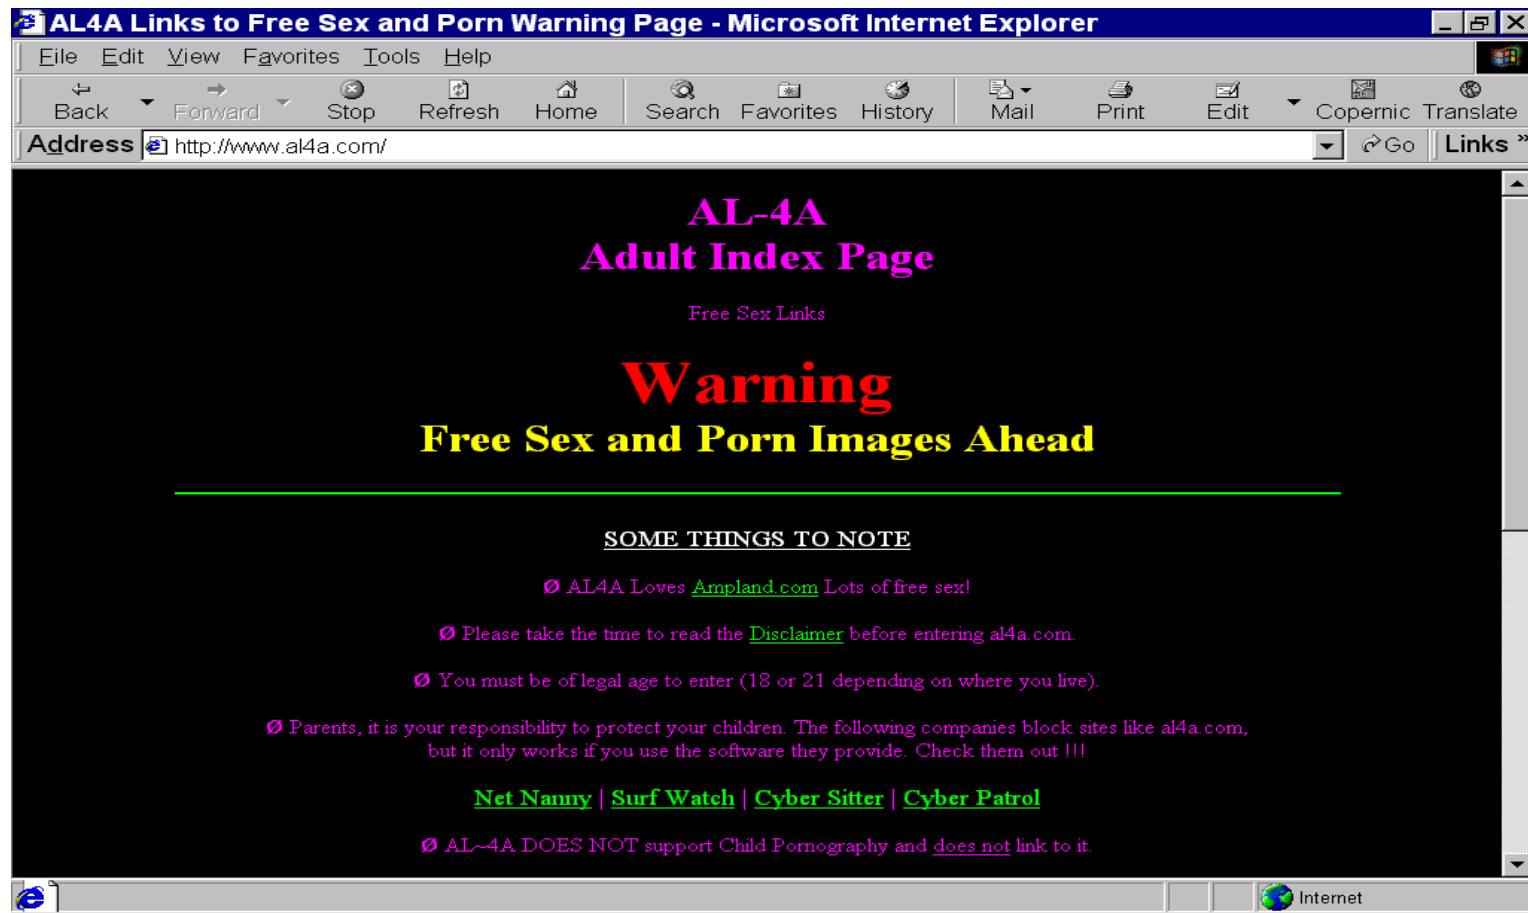 AL4A Links to Free Sex and Porn Warning Page - Microsoft Internet Explorer
File Edit View Favorites Tools Help
Back Forward Stop Refresh Home Search Favorites History Mail Print Edit Copernic Translate
Address http://www.al4a.com/ Go Links »
AL-4A
Adult Index Page
Free Sex Links
Warning
Free Sex and Porn Images Ahead
SOME THINGS TO NOTE
Ø AL4A Loves Ampland.com Lots of free sex!
Ø Please take the time to read the Disclaimer before entering al4a.com.
Ø You must be of legal age to enter (18 or 21 depending on where you live).
Ø Parents, it is your responsibility to protect your children. The following companies block sites like al4a.com,
but it only works if you use the software they provide. Check them out !!!
Net Nanny | Surf Watch | Cyber Sitter | Cyber Patrol
Ø AL~4A DOES NOT support Child Pornography and does not link to it.
Internet